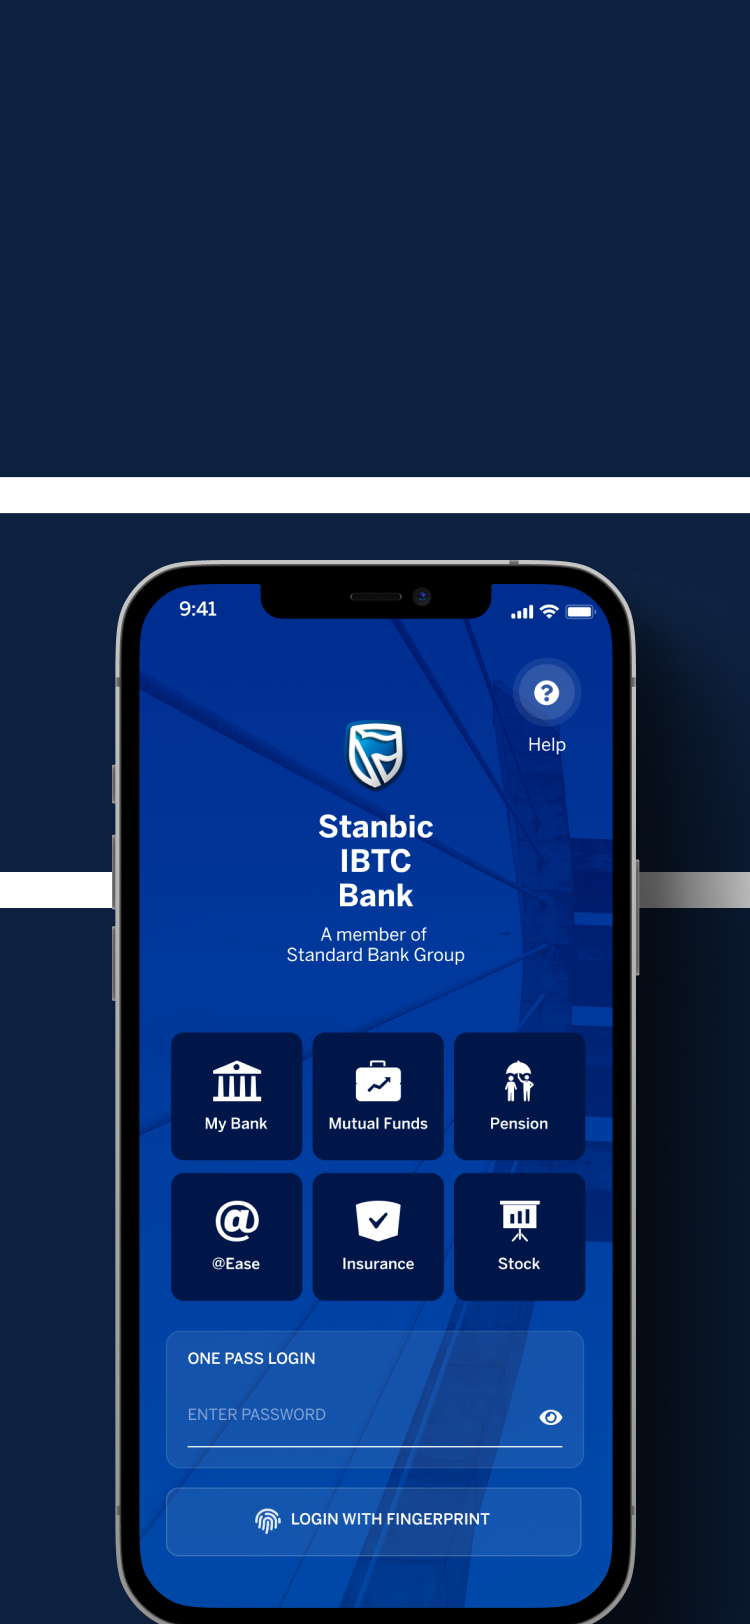 9:41
Help
Stanbic
IBTC
Bank
A member of
Standard Bank Group
My Bank
Mutual Funds
Pension
@Ease
Insurance
Stock
ONE PASS LOGIN
ENTER PASSWORD
LOGIN WITH FINGERPRINT